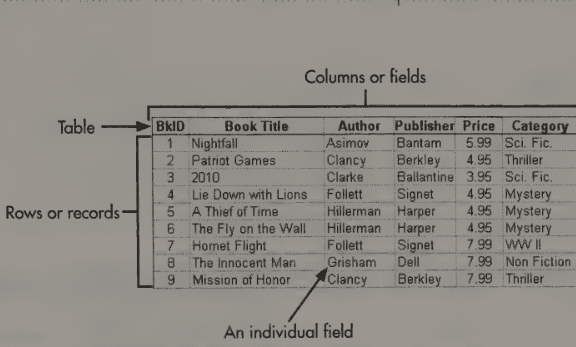 Columns or fields
Table
BkID Book Title Author Publisher Price Category
1 Nightfall Asimov Bantam 5.99 Sci. Fic.
2 Patriot Games Clancy Berkley 4.95 Thriller
3 2010 Clarke Ballantine 3.95 Sci. Fic.
4 Lie Down with Lions Follett Signet 4.95 Mystery
5 A Thief of Time Hillerman Harper 4.95 Mystery
Rows or records
6 The Fly on the Wall Hillerman Harper 4.95 Mystery
7 Hornet Flight Follett Signet 7.99 WW II
8 The Innocent Man Grisham Dell 7.99 Non Fiction
9 Mission of Honor Clancy Berkley 7.99 Thriller
An individual field